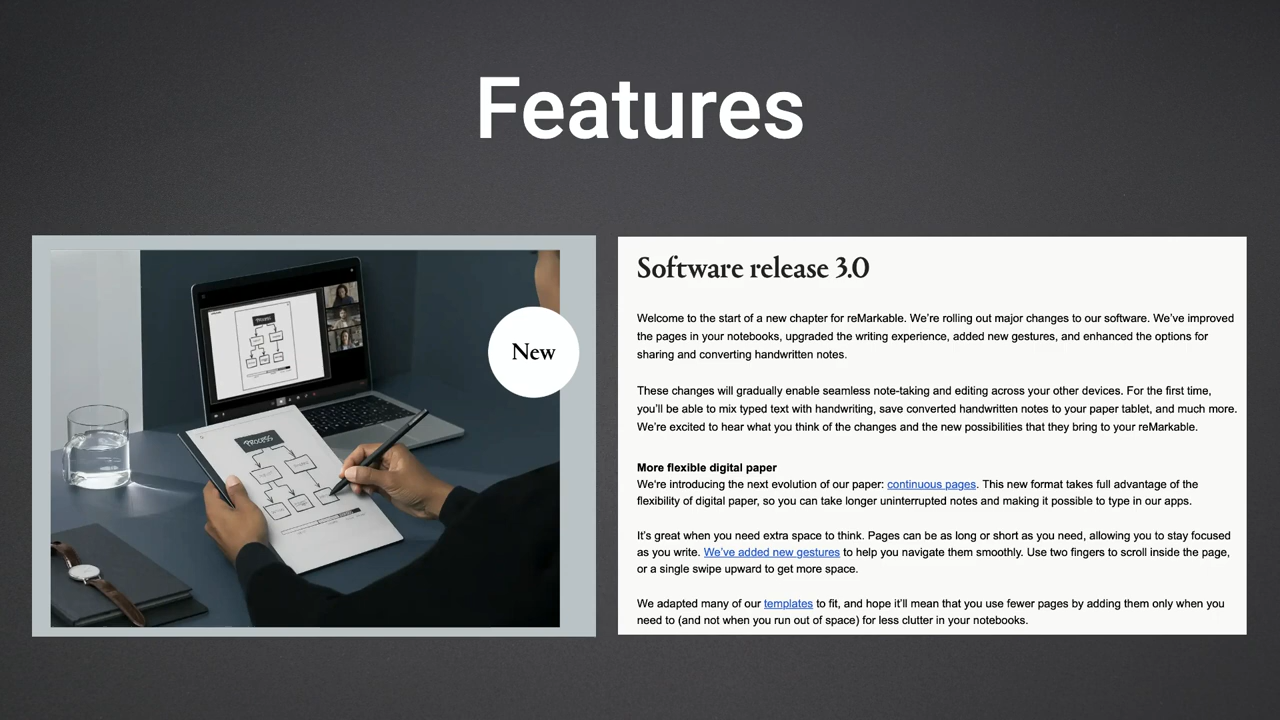 Features
PROCESS
PROCESS
New
Software release 3.0
Welcome to the start of a new chapter for reMarkable. We're rolling out major changes to our software. We've improved
the pages in your notebooks, upgraded the writing experience, added new gestures, and enhanced the options for
sharing and converting handwritten notes.
These changes will gradually enable seamless note-taking and editing across your other devices. For the first time,
you'll be able to mix typed text with handwriting, save converted handwritten notes to your paper tablet, and much more.
We're excited to hear what you think of the changes and the new possibilities that they bring to your reMarkable.
More flexible digital paper
We're introducing the next evolution of our paper: continuous pages. This new format takes full advantage of the
flexibility of digital paper, so you can take longer uninterrupted notes and making it possible to type in our apps.
It's great when you need extra space to think. Pages can be as long or short as you need, allowing you to stay focused
as you write. We've added new gestures to help you navigate them smoothly. Use two fingers to scroll inside the page,
or a single swipe upward to get more space.
We adapted many of our templates to fit, and hope it'll mean that you use fewer pages by adding them only when you
need to (and not when you run out of space) for less clutter in your notebooks.